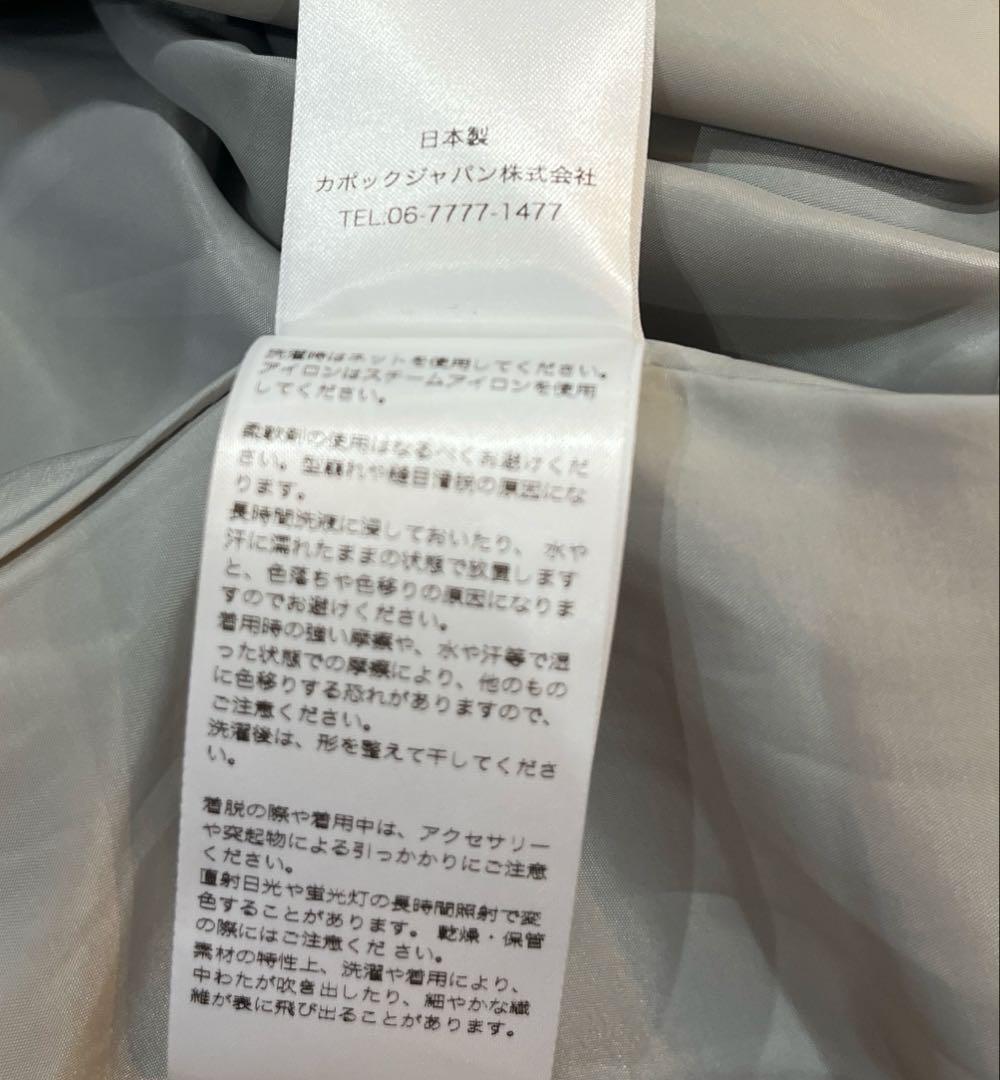 日本製
カポックジャパン株式会社
TEL:06-7777-1477
洗濯時はネットを使用してください。
アイロンはスチームアイロンを使用
してください。
柔軟剤の使用はなるべくお避けくだ
さい。型崩れや縫目滑脱の原因にな
ります。
長時間洗液に浸しておいたり、 水や
汗に濡れたままの状態で放置します
と、色落ちや色移りの原因になりま
すのでお避けください。
着用時の強い摩擦や、水や汗等で湿
った状態での摩擦により、他のもの
に色移りする恐れがありますので、
ご注意ください。
洗濯後は、形を整えて干してくださ
い。
着脱の際や着用中は、アクセサリー
や突起物による引っかかりにご注意
ください。
直射日光や蛍光灯の長時間照射で変
色することがあります。 乾燥・保管
の際にはご注意くだ さい。
素材の特性上、洗濯や着用により、
中わたが吹き出したり、細やかな繊
維が表に飛び出ることがあります。